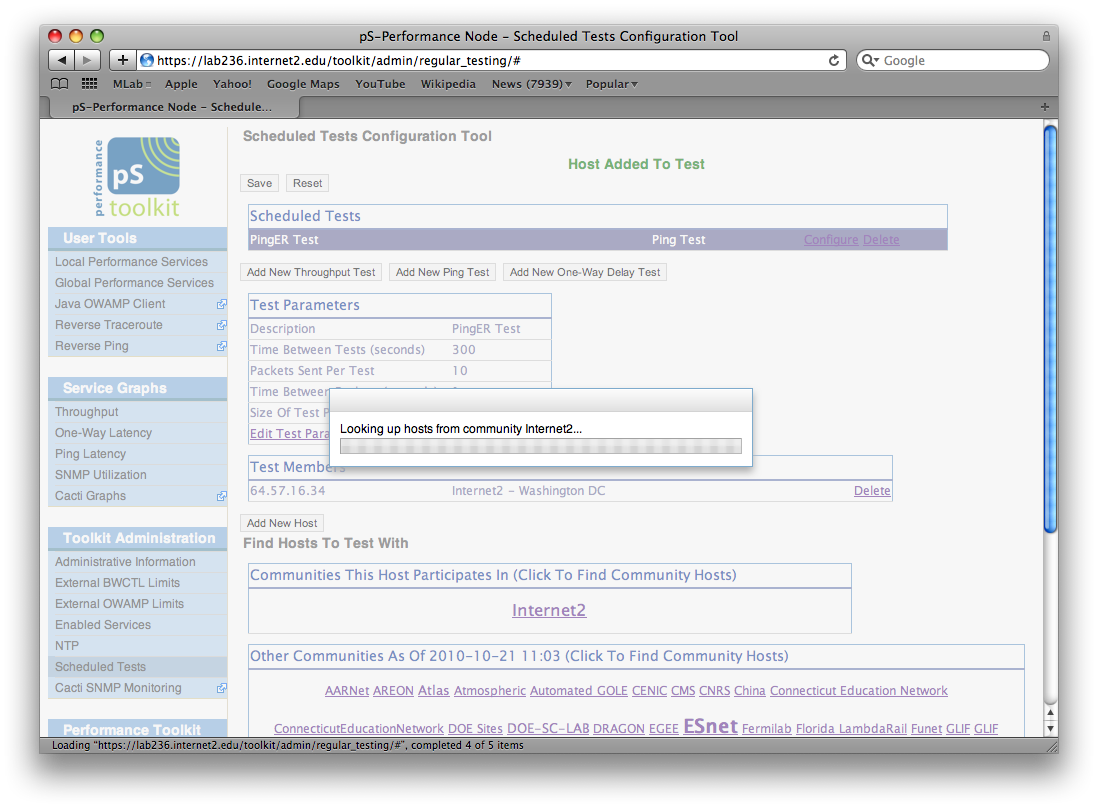 pS-Performance Node – Scheduled Tests Configuration Tool
https://lab236.internet2.edu/toolkit/admin/regular_testing/#
Google
MLab Apple Yahoo! Google Maps YouTube Wikipedia News (7939) Popular
pS-Performance Node – Schedule...
performance
pS
toolkit
User Tools
Local Performance Services
Global Performance Services
Java OWAMP Client
Reverse Traceroute
Reverse Ping
Service Graphs
Throughput
One-Way Latency
Ping Latency
SNMP Utilization
Cacti Graphs
Toolkit Administration
Administrative Information
External BWCTL Limits
External OWAMP Limits
Enabled Services
NTP
Scheduled Tests
Cacti SNMP Monitoring
Performance Toolkit
Scheduled Tests Configuration Tool
Host Added To Test
Save Reset
Scheduled Tests
PingER Test Ping Test Configure Delete
Add New Throughput Test Add New Ping Test Add New One-Way Delay Test
Test Parameters
Description PingER Test
Time Between Tests (seconds) 300
Packets Sent Per Test 10
Time Between
Size Of Test P
Edit Test Para
Looking up hosts from community Internet2...
Test Members
64.57.16.34 Internet2 – Washington DC Delete
Add New Host
Find Hosts To Test With
Communities This Host Participates In (Click To Find Community Hosts)
Internet2
Other Communities As Of 2010-10-21 11:03 (Click To Find Community Hosts)
AARNet AREON Atlas Atmospheric Automated GOLE CENIC CMS CNRS China Connecticut Education Network
ConnecticutEducationNetwork DOE Sites DOE-SC-LAB DRAGON EGEE ESnet Fermilab Florida LambdaRail Funet GLIF GLIF
Loading "https://lab236.internet2.edu/toolkit/admin/regular_testing/#", completed 4 of 5 items